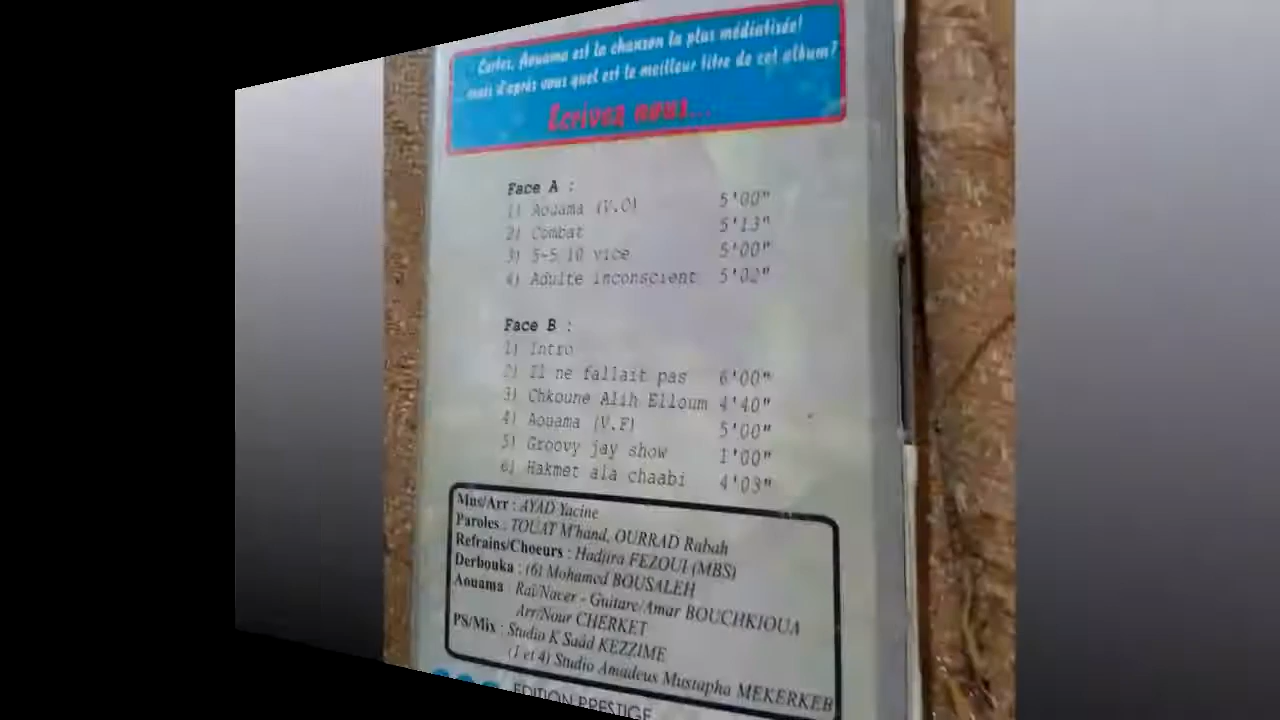 Certes, Aouama est la chanson la plus médiatisée!
mais d'après vous quel est le meilleur titre de cet album?
Ecrivez nous...
Face A :
1) Aouama (V.O) 5'00"
2) Combat 5'13"
3) 5-5 10 vice 5'00"
4) Adulte inconscient 5'02"
Face B :
1) Intro
2) Il ne fallait pas 6'00"
3) Chkoune Alih Elloum 4'40"
4) Aouama (V.F) 5'00"
5) Groovy jay show 1'00"
6) Hakmet ala chaabi 4'03"
Mus/Arr : AYAD Yacine
Paroles : TOUAT M'hand, OURRAD Rabah
Refrains/Choeurs : Hadjira FEZOUI (MBS)
Derbouka : (6) Mohamed BOUSALEH
Aouama : Raï/Nacer - Guitare/Amar BOUCHKIOUA
Arr/Nour CHERKET
PS/Mix : Studio K Saâd KEZZIME
(1 et 4) Studio Amadeus Mustapha MEKERKEB
EDITION PRESTIGE